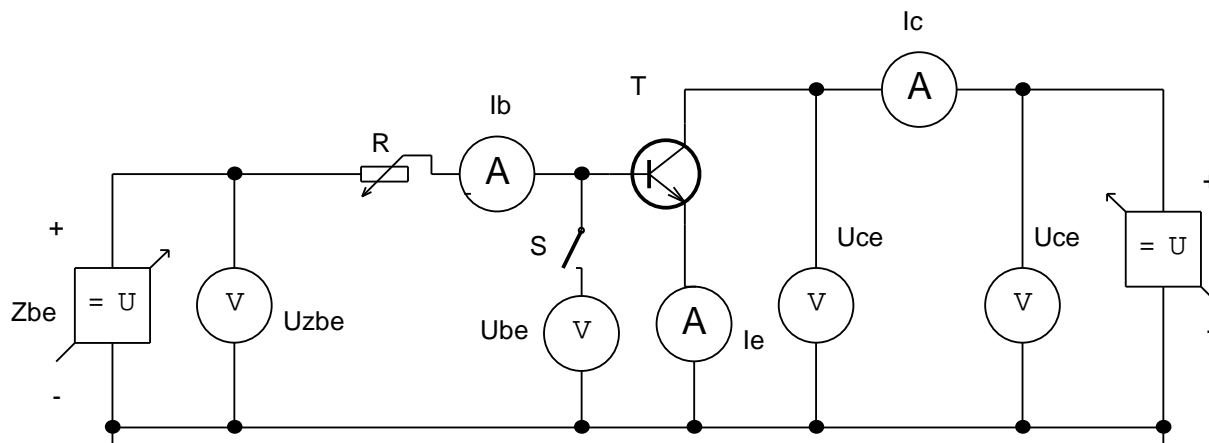 Ic
T
Ib
A
R
A
+
+
S
Uce
Uce
= U
= U
Zbe
V
Uzbe
Ube
V
A
Ie
V
V
-
-